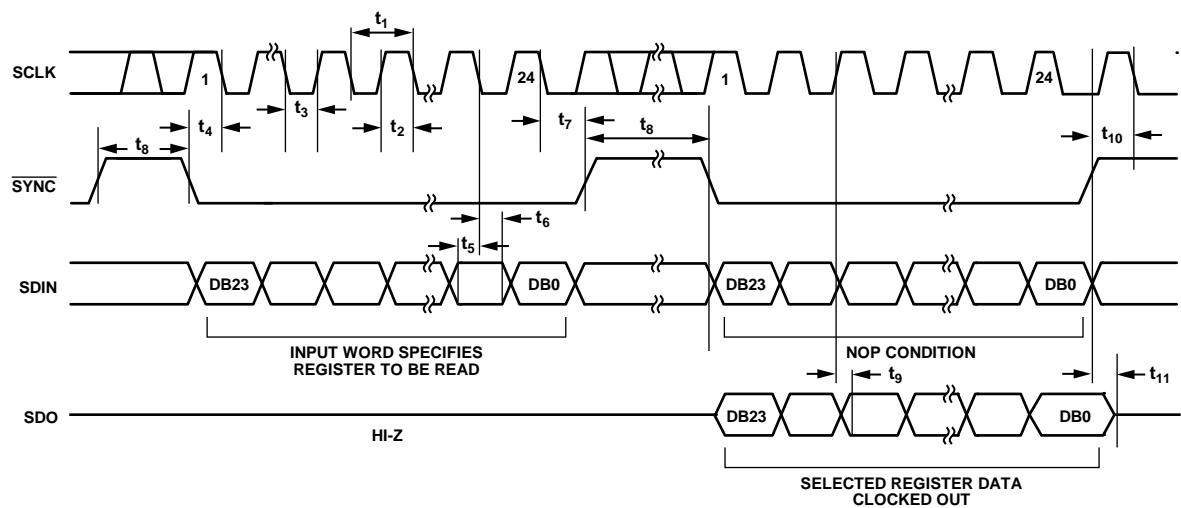 t1
SCLK
1
24
1
24
t3
t2
t4
t7
t8
t10
t8
SYNC
t6
t5
SDIN
DB23
DB0
DB23
DB0
INPUT WORD SPECIFIES
REGISTER TO BE READ
NOP CONDITION
t9
t11
SDO
DB23
DB0
HI-Z
SELECTED REGISTER DATA
CLOCKED OUT